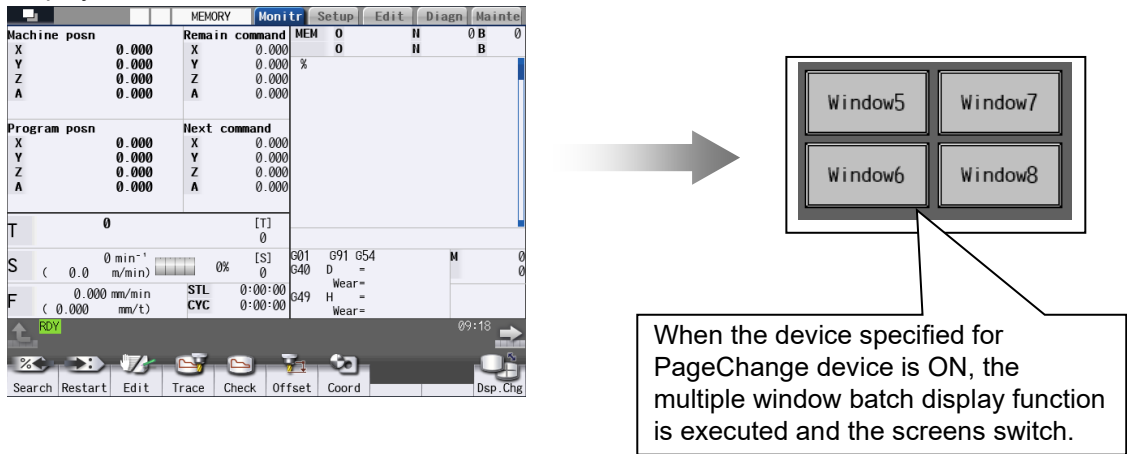 MEMORY Monitr Setup Edit Diagn Mainte
Machine posn Remain command MEM O N 0 B 0
X 0.000 X 0.000 O N B
Y 0.000 Y 0.000 %
Z 0.000 Z 0.000
A 0.000 A 0.000
Program posn Next command
X 0.000 X 0.000
Y 0.000 Y 0.000
Z 0.000 Z 0.000
A 0.000 A 0.000
T 0 [T]
0
S 0 min⁻¹ 0% [S]
( 0.0 m/min) 0
F 0.000 mm/min STL 0:00:00
( 0.000 mm/t) CYC 0:00:00
G01 G91 G54 M 0
G40 D = 0
Wear=
G49 H =
Wear=
RDY 09:18
Search Restart Edit Trace Check Offset Coord Dsp.Chg
Window5 Window7
Window6 Window8
When the device specified for
PageChange device is ON, the
multiple window batch display function
is executed and the screens switch.